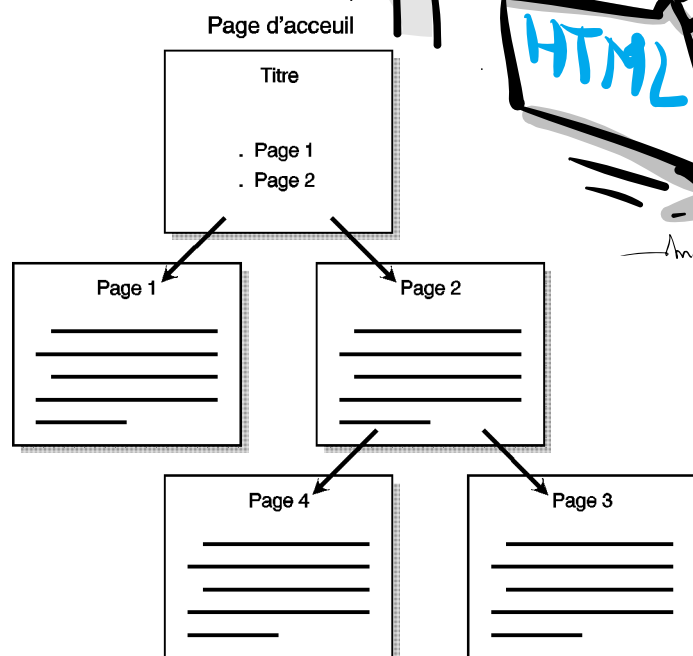 Page d'acceuil
HTML
Titre
. Page 1
. Page 2
Page 1
Page 2
Page 4
Page 3